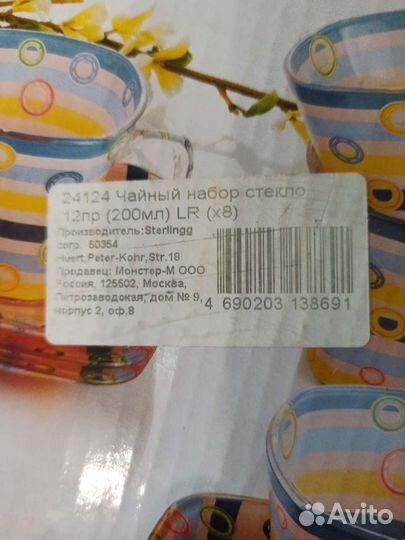 24124 Чайный набор стекло
12пр (200мл) LR (x8)
Производитель:Sterlingg
corp. 50354
Huert,Peter-Kohr,Str.18
Продавец: Монстер-М ООО
Россия, 125502, Москва,
Петрозаводская, дом № 9,
корпус 2, оф.8
4 690203 138691
Avito